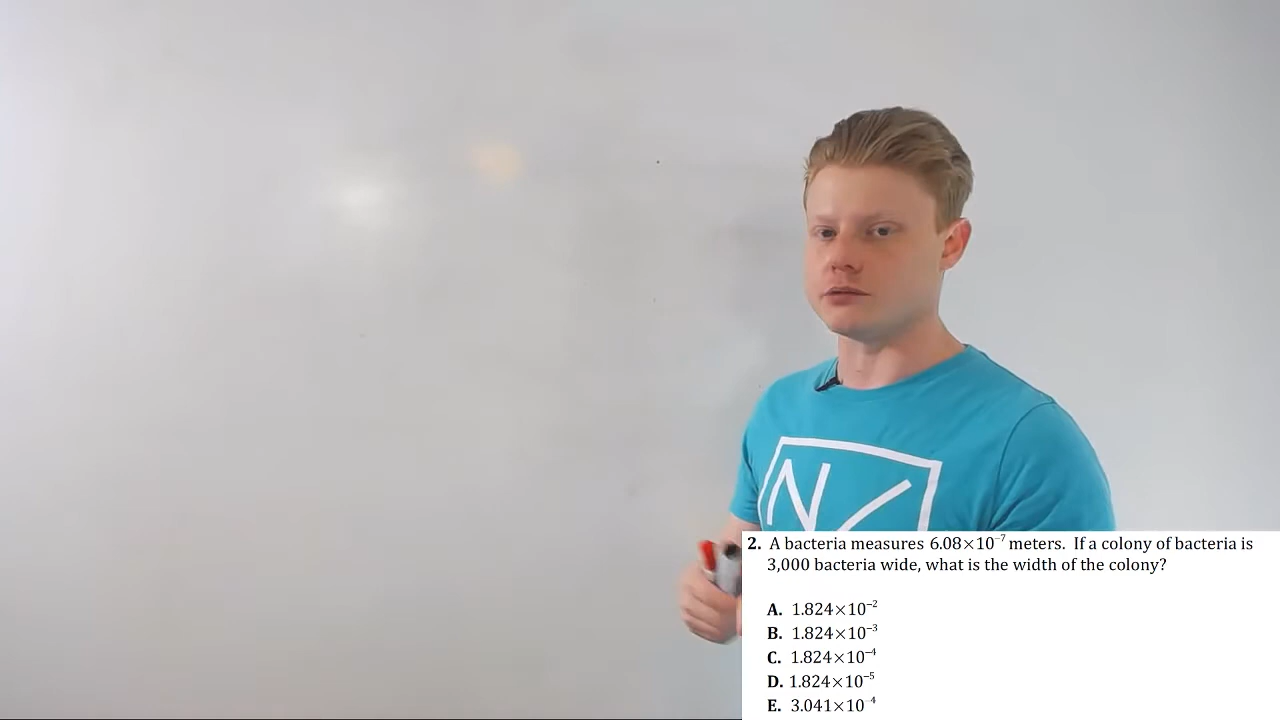 2. A bacteria measures 6.08×10⁻⁷ meters. If a colony of bacteria is
3,000 bacteria wide, what is the width of the colony?
A. 1.824×10⁻²
B. 1.824×10⁻³
C. 1.824×10⁻⁴
D. 1.824×10⁻⁵
E. 3.041×10⁻⁴